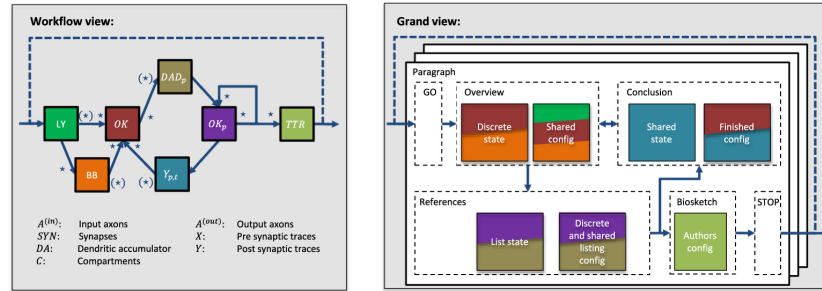 Workflow view:
(★)
DAD_p
★
★
LY
(★)
★
OK
★
OK_p
★
★
TTR
★
★
★
BB
(★)
(★)
Y_{p,t}
★
A^{(in)}: Input axons
SYN: Synapses
DA: Dendritic accumulator
C: Compartments
A^{(out)}: Output axons
X: Pre synaptic traces
Y: Post synaptic traces
Grand view:
Paragraph
GO
Overview
Discrete
state
Shared
config
Conclusion
Shared
state
Finished
config
References
List state
Discrete
and shared
listing
config
Biosketch
Authors
config
STOP